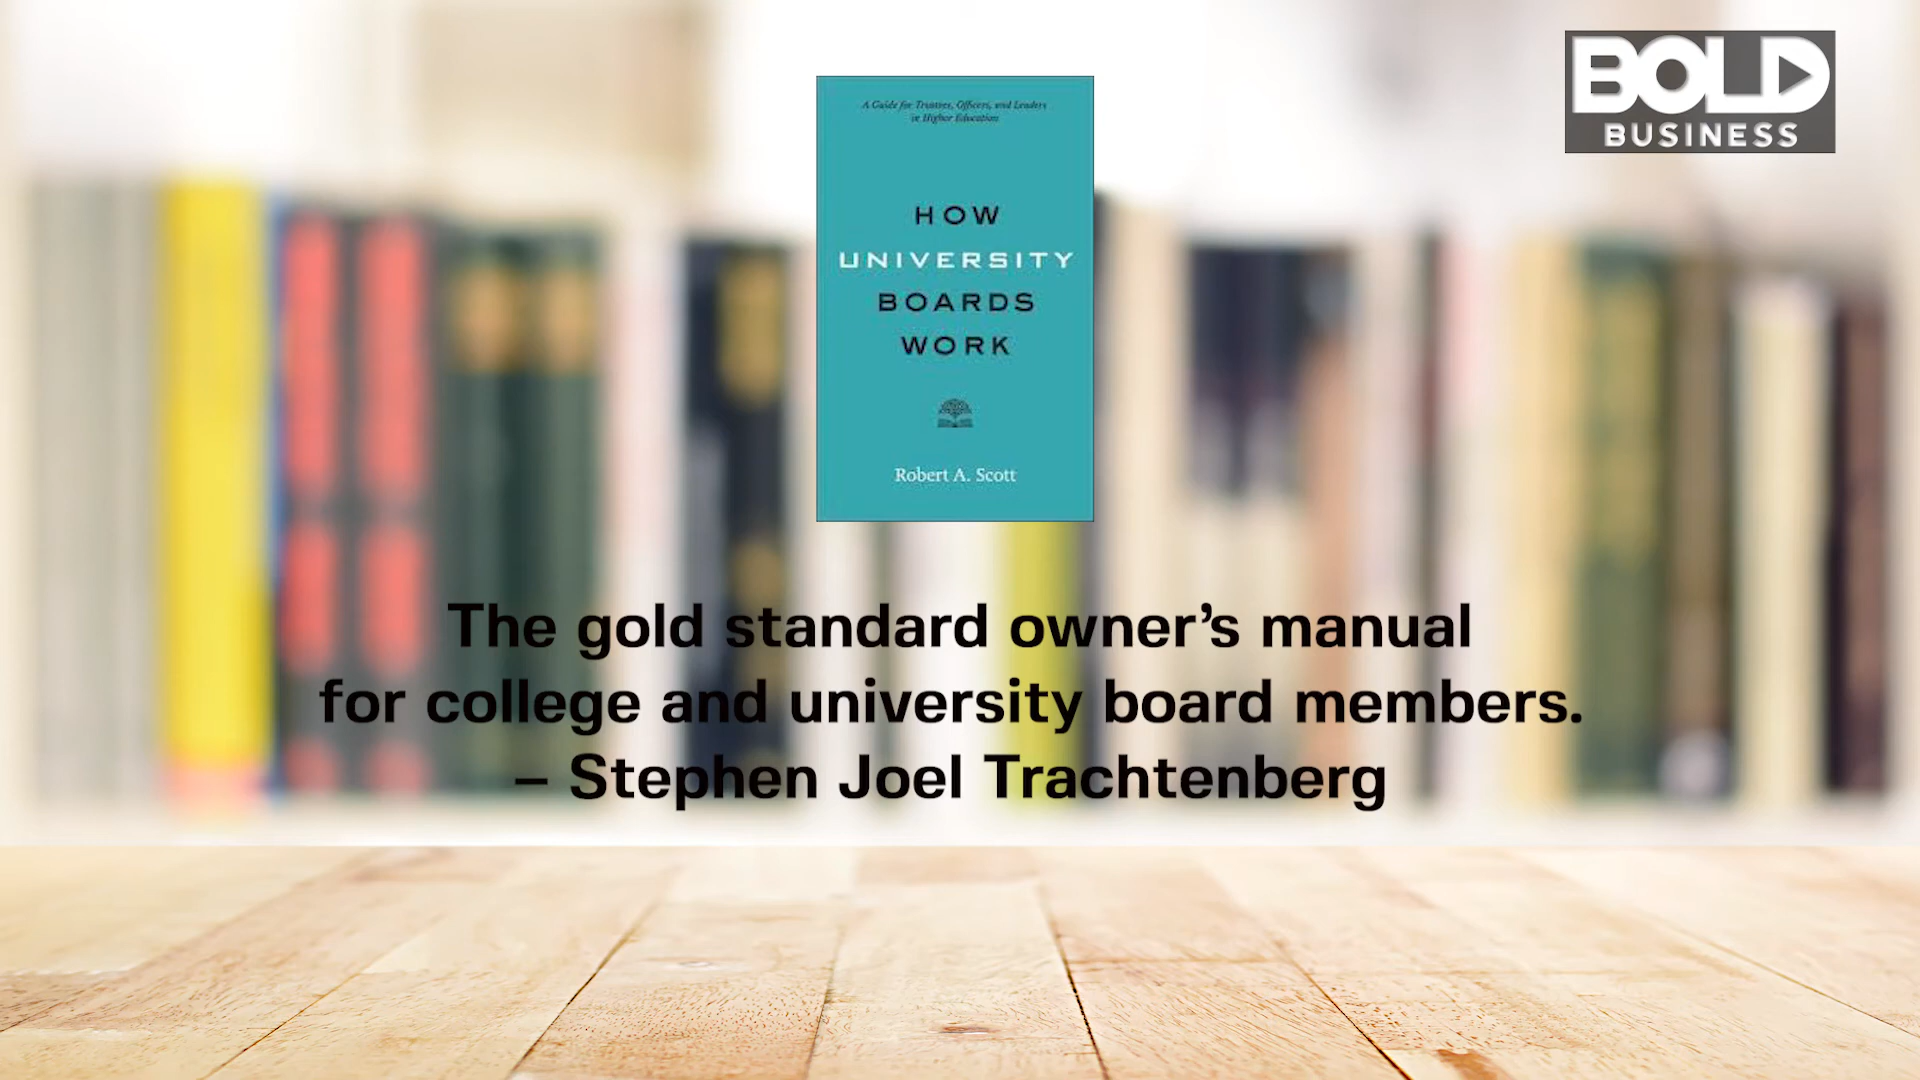 BOLD
BUSINESS
A Guide for Trustees, Officers, and Leaders
in Higher Education
HOW
UNIVERSITY
BOARDS
WORK
Robert A. Scott
The gold standard owner’s manual
for college and university board members.
– Stephen Joel Trachtenberg